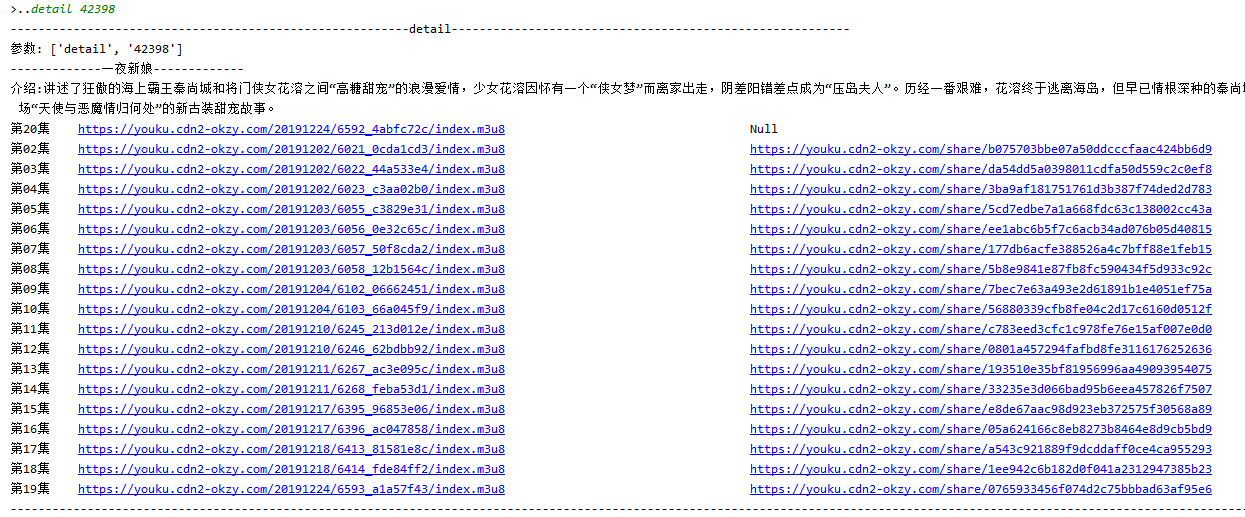 >..detail 42398
---------------------------------------------------------detail---------------------------------------------------------
参数: ['detail', '42398']
-------------一夜新娘-------------
介绍:讲述了狂傲的海上霸王秦尚城和将门侠女花溶之间“高糖甜宠”的浪漫爱情，少女花溶因怀有一个“侠女梦”而离家出走，阴差阳错差点成为“压岛夫人”。历经一番艰难，花溶终于逃离海岛，但早已情根深种的秦尚
场“天使与恶魔情归何处”的新古装甜宠故事。
第20集 https://youku.cdn2-okzy.com/20191224/6592_4abfc72c/index.m3u8 Null
第02集 https://youku.cdn2-okzy.com/20191202/6021_0cda1cd3/index.m3u8 https://youku.cdn2-okzy.com/share/b075703bbe07a50ddcccfaac424bb6d9
第03集 https://youku.cdn2-okzy.com/20191202/6022_44a533e4/index.m3u8 https://youku.cdn2-okzy.com/share/da54dd5a0398011cdfa50d559c2c0ef8
第04集 https://youku.cdn2-okzy.com/20191202/6023_c3aa02b0/index.m3u8 https://youku.cdn2-okzy.com/share/3ba9af181751761d3b387f74ded2d783
第05集 https://youku.cdn2-okzy.com/20191203/6055_c3829e31/index.m3u8 https://youku.cdn2-okzy.com/share/5cd7edbe7a1a668fdc63c138002cc43a
第06集 https://youku.cdn2-okzy.com/20191203/6056_0e32c65c/index.m3u8 https://youku.cdn2-okzy.com/share/ee1abc6b5f7c6acb34ad076b05d40815
第07集 https://youku.cdn2-okzy.com/20191203/6057_50f8cda2/index.m3u8 https://youku.cdn2-okzy.com/share/177db6acfe388526a4c7bff88e1feb15
第08集 https://youku.cdn2-okzy.com/20191203/6058_12b1564c/index.m3u8 https://youku.cdn2-okzy.com/share/5b8e9841e87fb8fc590434f5d933c92c
第09集 https://youku.cdn2-okzy.com/20191204/6102_06662451/index.m3u8 https://youku.cdn2-okzy.com/share/7bec7e63a493e2d61891b1e4051ef75a
第10集 https://youku.cdn2-okzy.com/20191204/6103_66a045f9/index.m3u8 https://youku.cdn2-okzy.com/share/56880339cfb8fe04c2d17c6160d0512f
第11集 https://youku.cdn2-okzy.com/20191210/6245_213d012e/index.m3u8 https://youku.cdn2-okzy.com/share/c783eed3cfc1c978fe76e15af007e0d0
第12集 https://youku.cdn2-okzy.com/20191210/6246_62bdbb92/index.m3u8 https://youku.cdn2-okzy.com/share/0801a457294fafbd8fe3116176252636
第13集 https://youku.cdn2-okzy.com/20191211/6267_ac3e095c/index.m3u8 https://youku.cdn2-okzy.com/share/193510e35bf81956996aa49093954075
第14集 https://youku.cdn2-okzy.com/20191211/6268_feba53d1/index.m3u8 https://youku.cdn2-okzy.com/share/33235e3d066bad95b6eea457826f7507
第15集 https://youku.cdn2-okzy.com/20191217/6395_96853e06/index.m3u8 https://youku.cdn2-okzy.com/share/e8de67aac98d923eb372575f30568a89
第16集 https://youku.cdn2-okzy.com/20191217/6396_ac047858/index.m3u8 https://youku.cdn2-okzy.com/share/05a624166c8eb8273b8464e8d9cb5bd9
第17集 https://youku.cdn2-okzy.com/20191218/6413_81581e8c/index.m3u8 https://youku.cdn2-okzy.com/share/a543c921889f9dcddaff0ce4ca955293
第18集 https://youku.cdn2-okzy.com/20191218/6414_fde84ff2/index.m3u8 https://youku.cdn2-okzy.com/share/1ee942c6b182d0f041a2312947385b23
第19集 https://youku.cdn2-okzy.com/20191224/6593_a1a57f43/index.m3u8 https://youku.cdn2-okzy.com/share/0765933456f074d2c75bbbad63af95e6